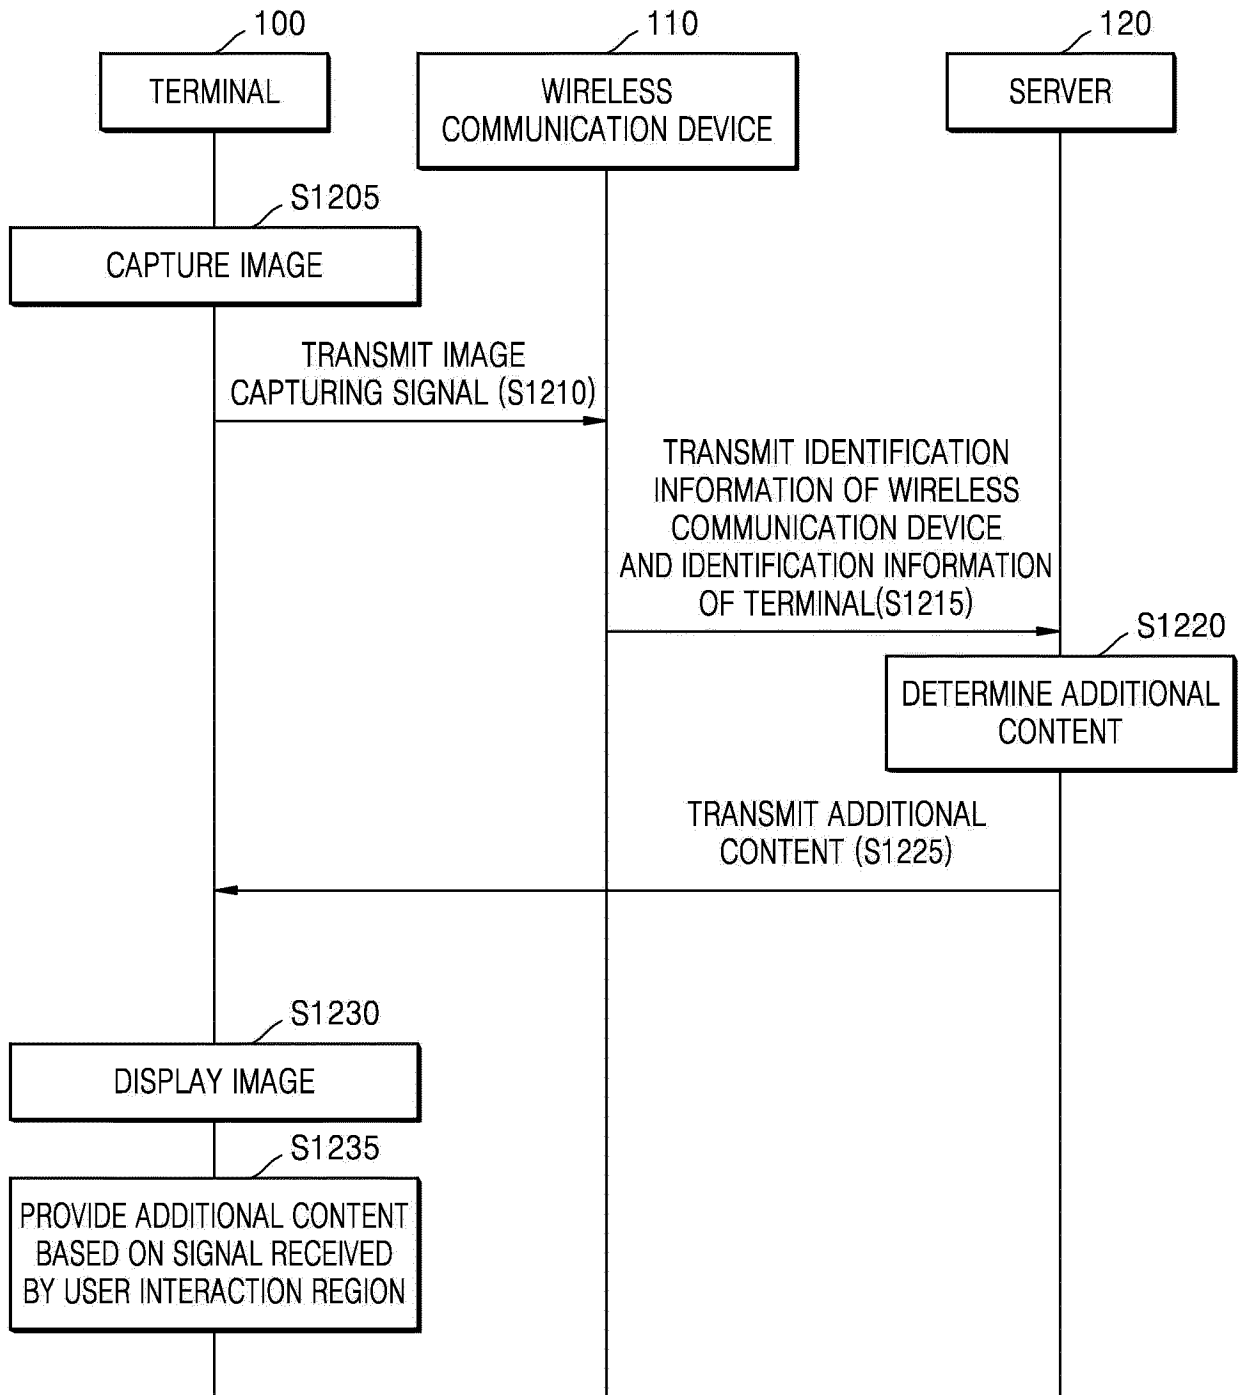 100
110
120
TERMINAL
WIRELESS
COMMUNICATION DEVICE
SERVER
S1205
CAPTURE IMAGE
TRANSMIT IMAGE
CAPTURING SIGNAL (S1210)
TRANSMIT IDENTIFICATION
INFORMATION OF WIRELESS
COMMUNICATION DEVICE
AND IDENTIFICATION INFORMATION
OF TERMINAL(S1215)
S1220
DETERMINE ADDITIONAL
CONTENT
TRANSMIT ADDITIONAL
CONTENT (S1225)
S1230
DISPLAY IMAGE
S1235
PROVIDE ADDITIONAL CONTENT
BASED ON SIGNAL RECEIVED
BY USER INTERACTION REGION